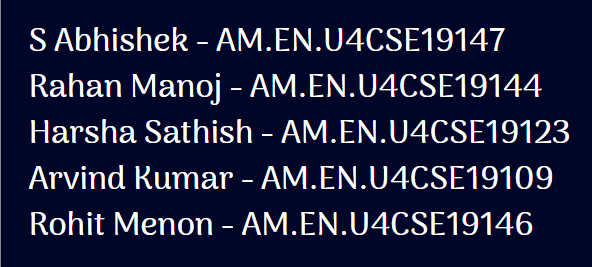 S Abhishek - AM.EN.U4CSE19147
Rahan Manoj - AM.EN.U4CSE19144
Harsha Sathish - AM.EN.U4CSE19123
Arvind Kumar - AM.EN.U4CSE19109
Rohit Menon - AM.EN.U4CSE19146